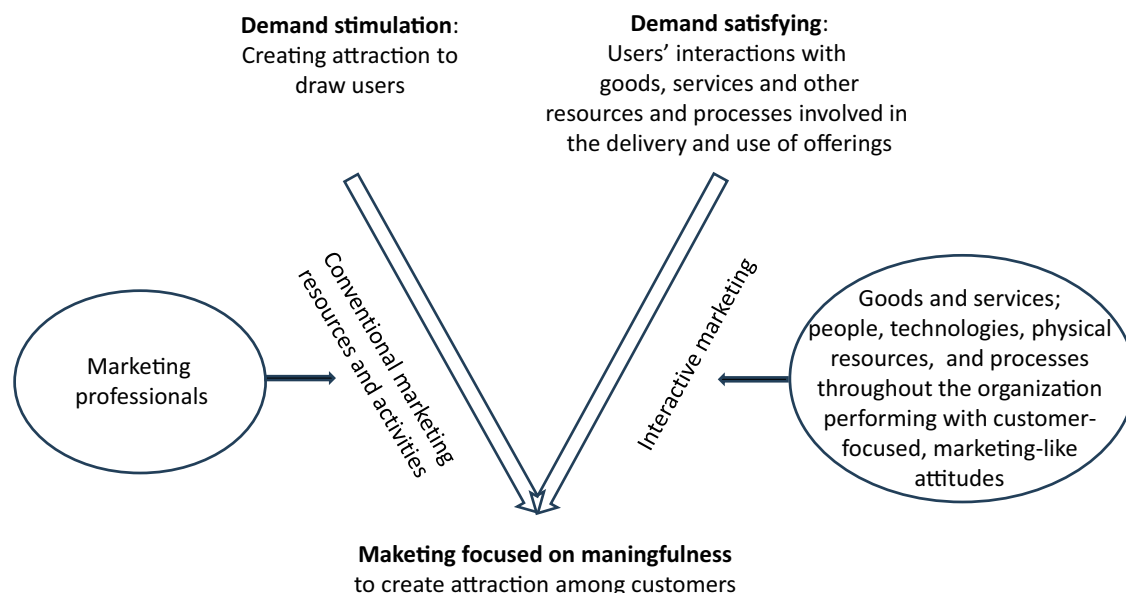 Demand stimulation:
Creating attraction to
draw users
Demand satisfying:
Users’ interactions with
goods, services and other
resources and processes involved in
the delivery and use of offerings
Conventional marketing
resources and activities
Interactive marketing
Marketing
professionals
Goods and services;
people, technologies, physical
resources, and processes
throughout the organization
performing with customer-
focused, marketing-like
attitudes
Maketing focused on maningfulness
to create attraction among customers